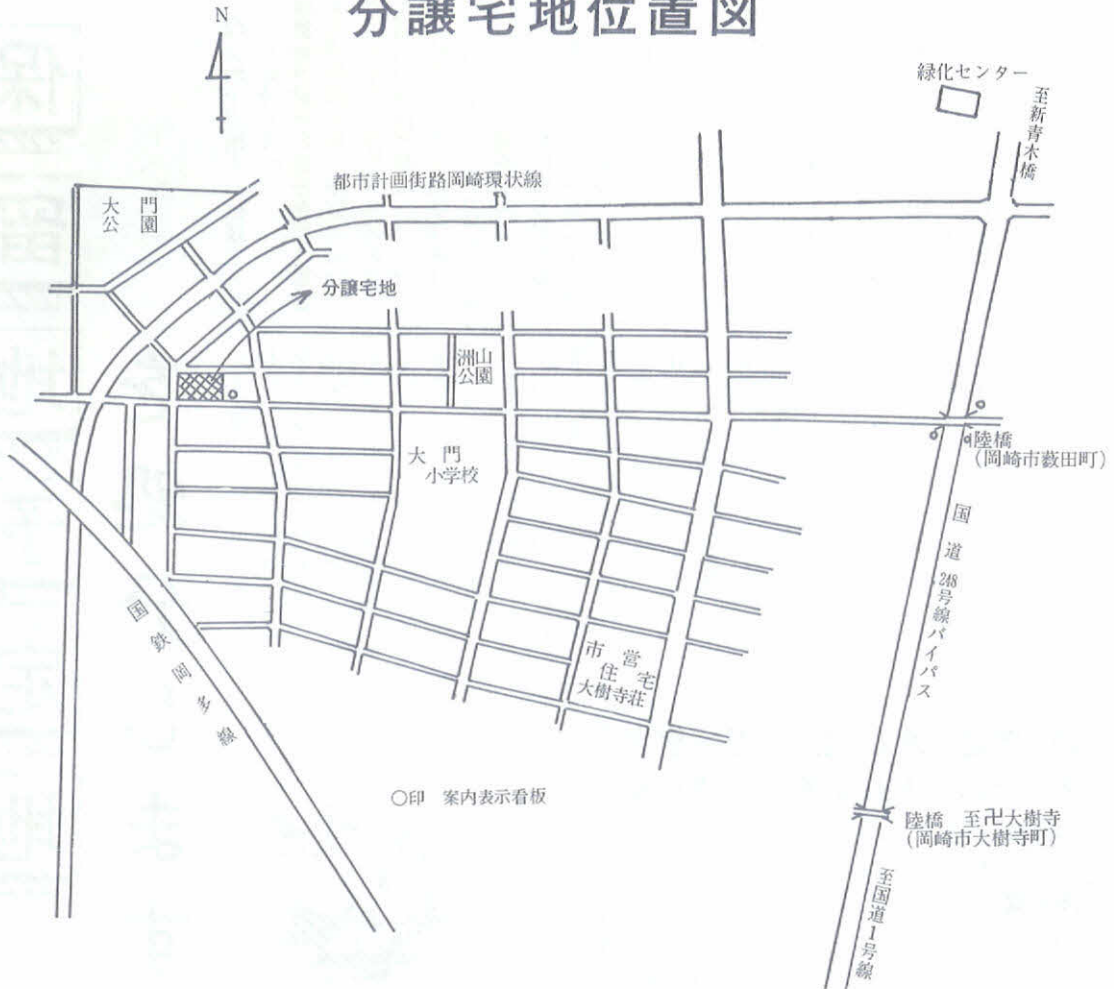 分譲宅地位置図
N
緑化センター
至新青木橋
都市計画街路岡崎環状線
大門
公園
分譲宅地
洲山
公園
大門
小学校
陸橋
(岡崎市薮田町)
国道248号線バイパス
国鉄岡多線
市営
住宅
大樹寺荘
○印 案内表示看板
陸橋 至卍大樹寺
(岡崎市大樹寺町)
至国道1号線